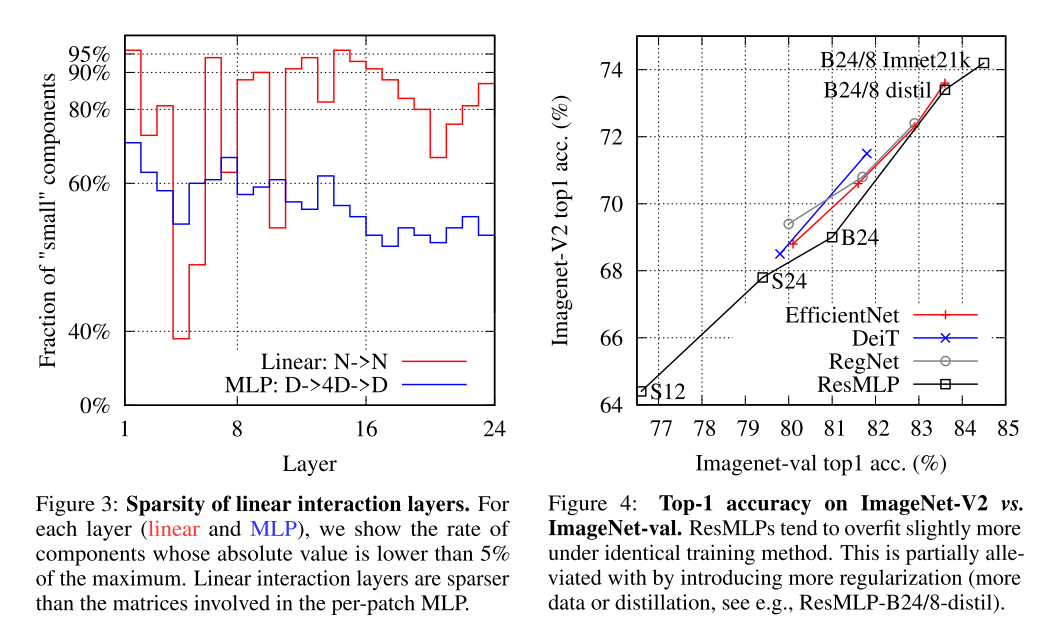 95%
90%
80%
60%
40%
0%
Fraction of "small" components
Linear: N->N
MLP: D->4D->D
1 8 16 24
Layer
Figure 3: Sparsity of linear interaction layers. For
each layer (linear and MLP), we show the rate of
components whose absolute value is lower than 5%
of the maximum. Linear interaction layers are sparser
than the matrices involved in the per-patch MLP.
74
72
70
68
66
64
Imagenet-V2 top1 acc. (%)
B24/8 Imnet21k
B24/8 distil
B24
S24
S12
EfficientNet
DeiT
RegNet
ResMLP
77 78 79 80 81 82 83 84 85
Imagenet-val top1 acc. (%)
Figure 4: Top-1 accuracy on ImageNet-V2 vs.
ImageNet-val. ResMLPs tend to overfit slightly more
under identical training method. This is partially alle-
viated with by introducing more regularization (more
data or distillation, see e.g., ResMLP-B24/8-distil).